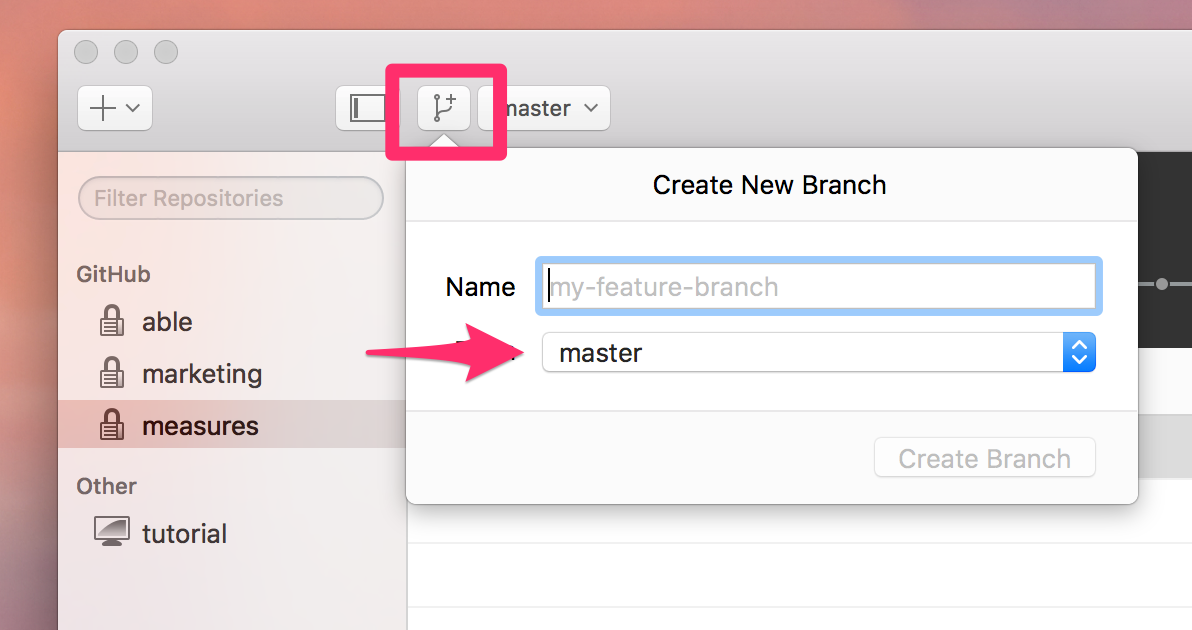 master
Filter Repositories
Create New Branch
GitHub
Name
my-feature-branch
able
master
marketing
measures
Create Branch
Other
tutorial